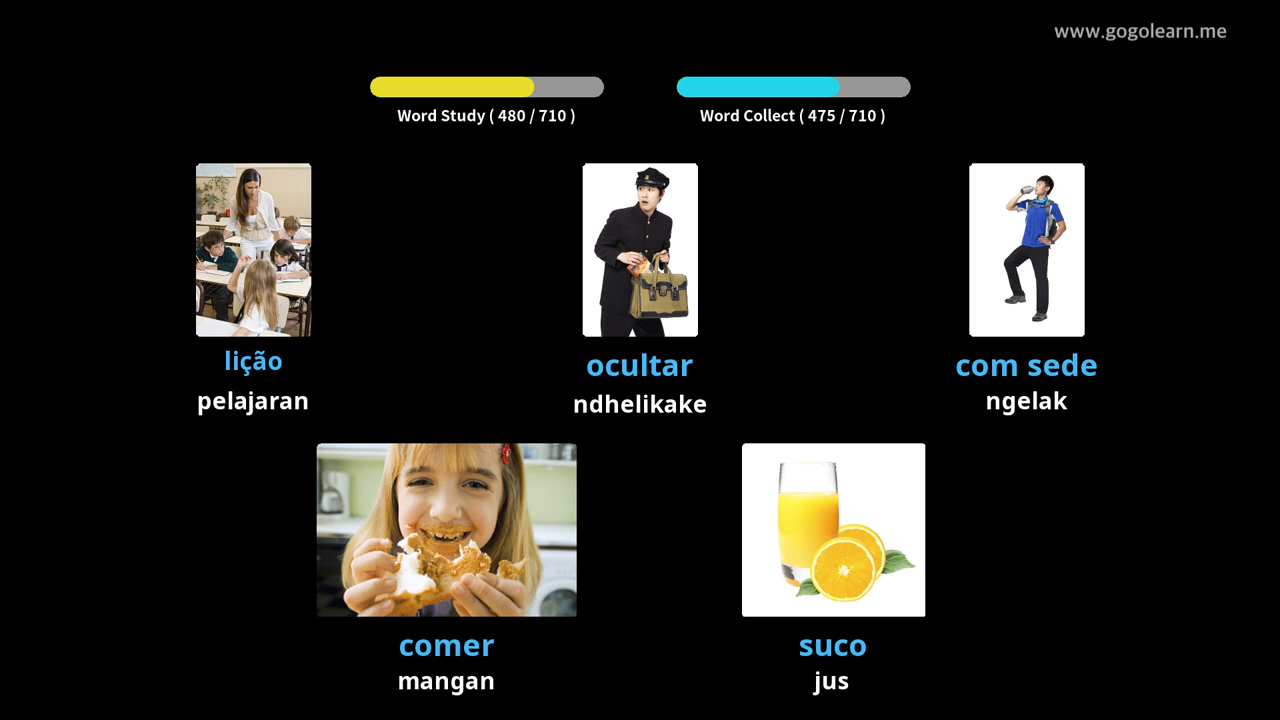 www.gogolearn.me
Word Study ( 480 / 710 )
Word Collect ( 475 / 710 )
lição
pelajaran
ocultar
ndhelikake
com sede
ngelak
comer
mangan
suco
jus